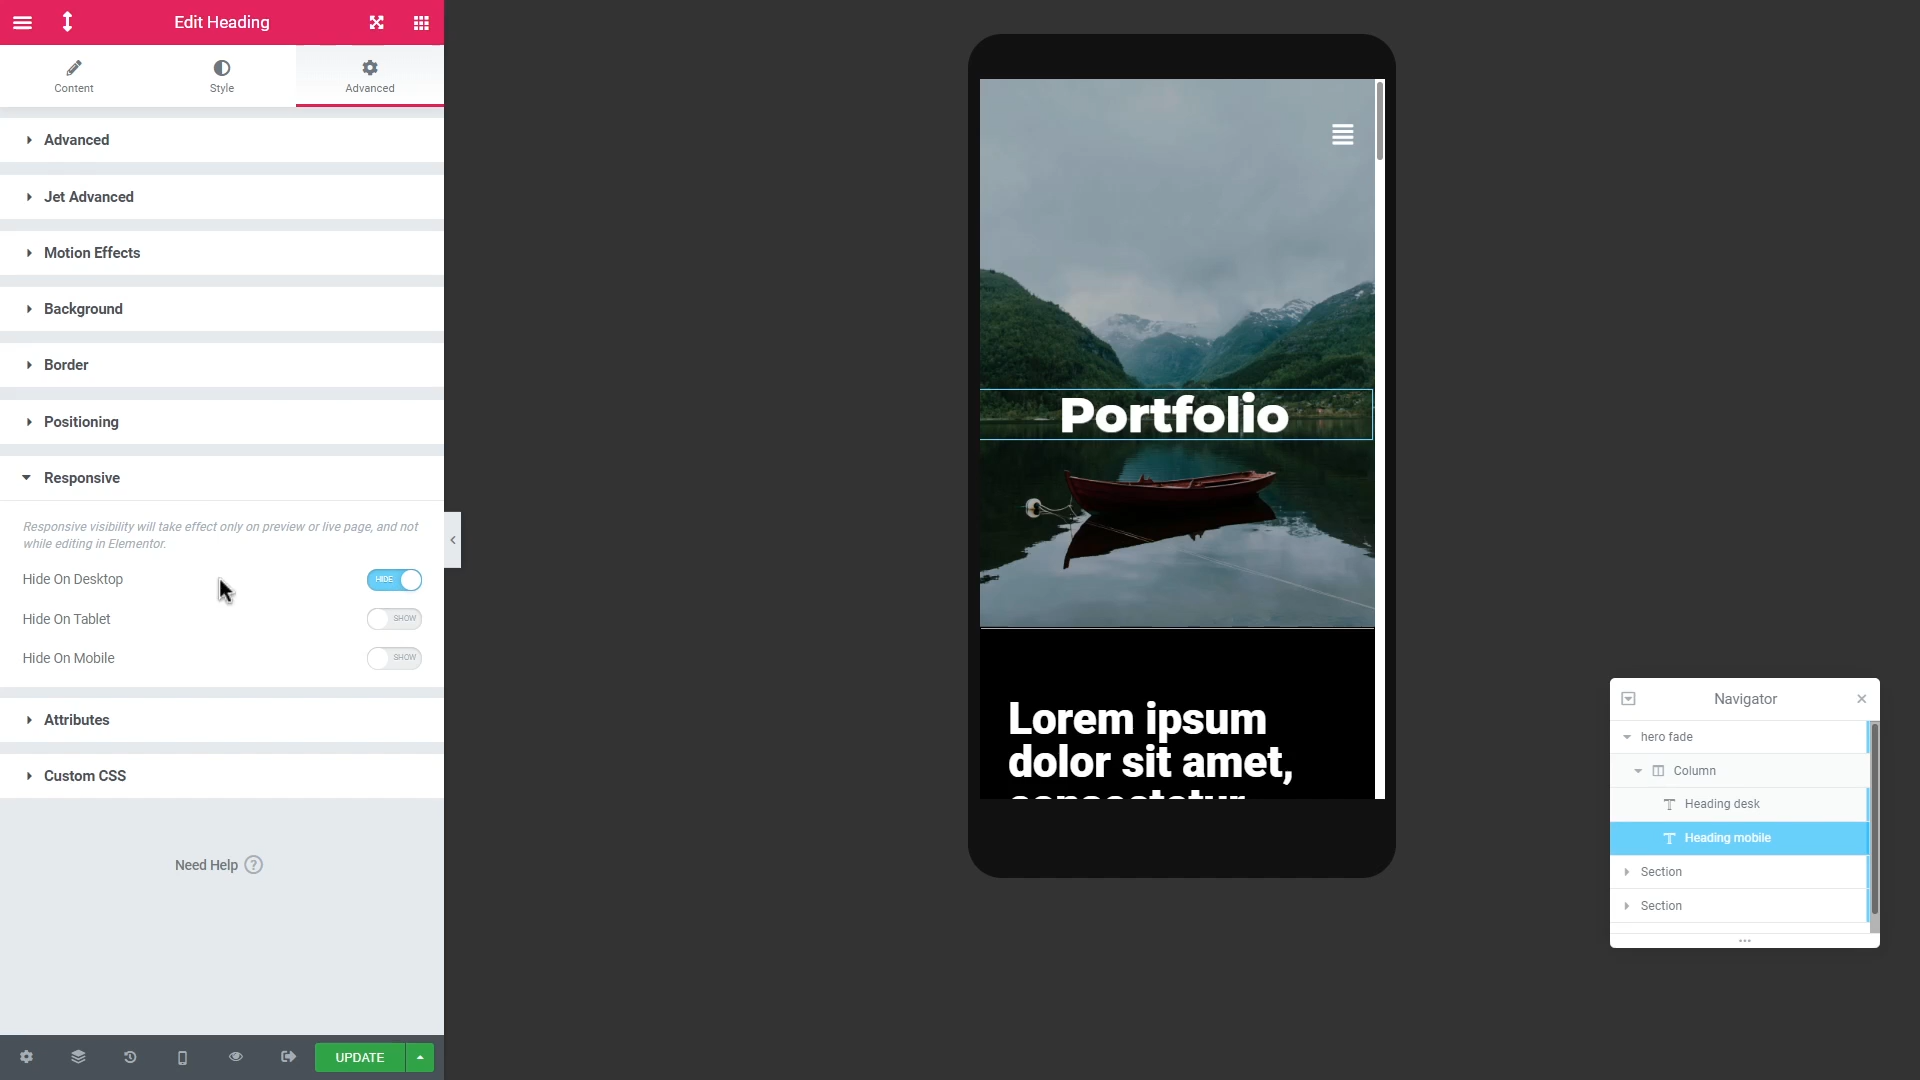 Edit Heading
Content
Style
Advanced
Advanced
Jet Advanced
Motion Effects
Background
Border
Positioning
Responsive
Responsive visibility will take effect only on preview or live page, and not
while editing in Elementor.
Hide On Desktop
HIDE
Hide On Tablet
SHOW
Hide On Mobile
SHOW
Attributes
Custom CSS
Need Help ?
UPDATE
Portfolio
Lorem ipsum
dolor sit amet,
consectetur
Navigator
hero fade
Column
Heading desk
Heading mobile
Section
Section